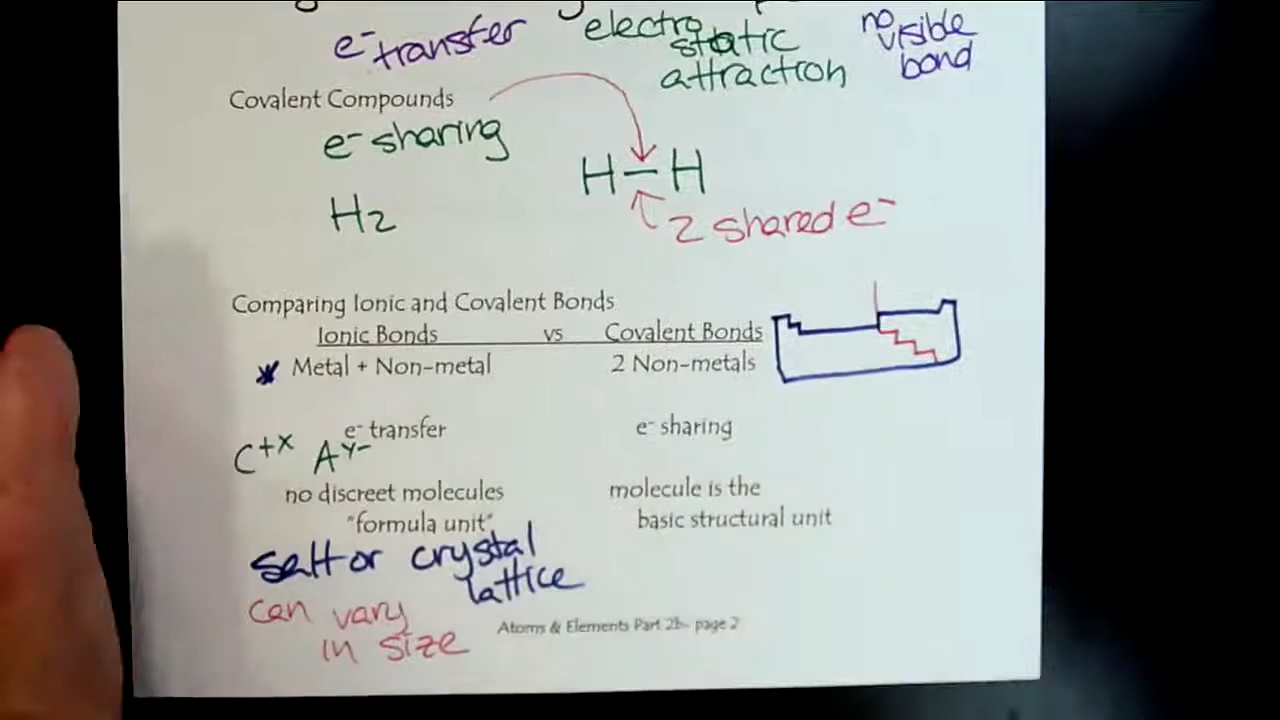 e⁻ transfer electrostatic attraction no visible bond
Covalent Compounds
e⁻ sharing
H—H
H2
2 shared e⁻
Comparing Ionic and Covalent Bonds
Ionic Bonds vs Covalent Bonds
Metal + Non-metal 2 Non-metals
e⁻ transfer e⁻ sharing
C+x Ay-
no discreet molecules molecule is the
"formula unit" basic structural unit
salt or crystal
lattice
can vary
in size
Atoms & Elements Part 2b- page 2